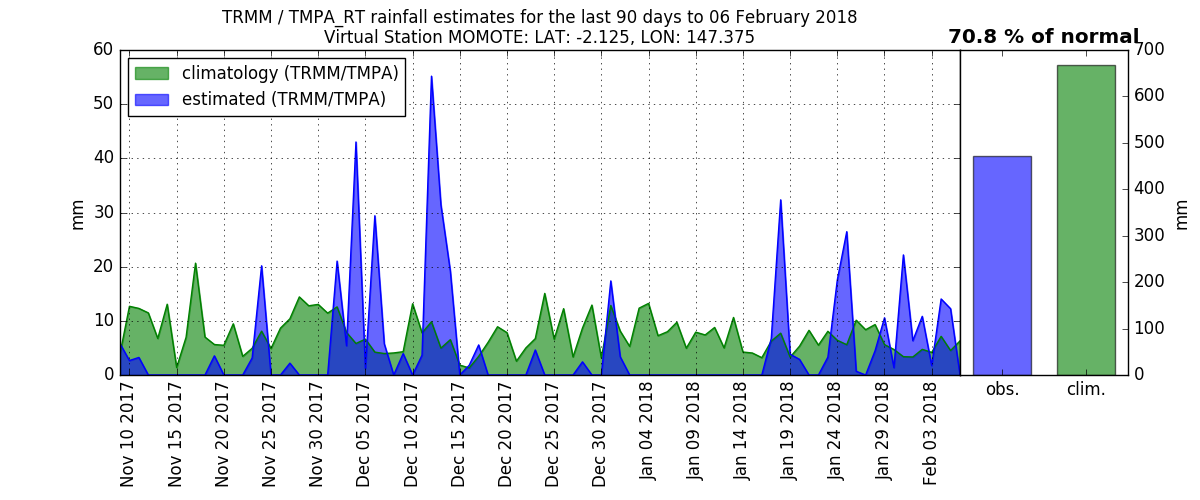 TRMM / TMPA_RT rainfall estimates for the last 90 days to 06 February 2018
Virtual Station MOMOTE: LAT: -2.125, LON: 147.375
70.8 % of normal
climatology (TRMM/TMPA)
estimated (TRMM/TMPA)
60
50
40
30
20
10
0
mm
Nov 10 2017
Nov 15 2017
Nov 20 2017
Nov 25 2017
Nov 30 2017
Dec 05 2017
Dec 10 2017
Dec 15 2017
Dec 20 2017
Dec 25 2017
Dec 30 2017
Jan 04 2018
Jan 09 2018
Jan 14 2018
Jan 19 2018
Jan 24 2018
Jan 29 2018
Feb 03 2018
700
600
500
400
300
200
100
0
mm
obs.
clim.